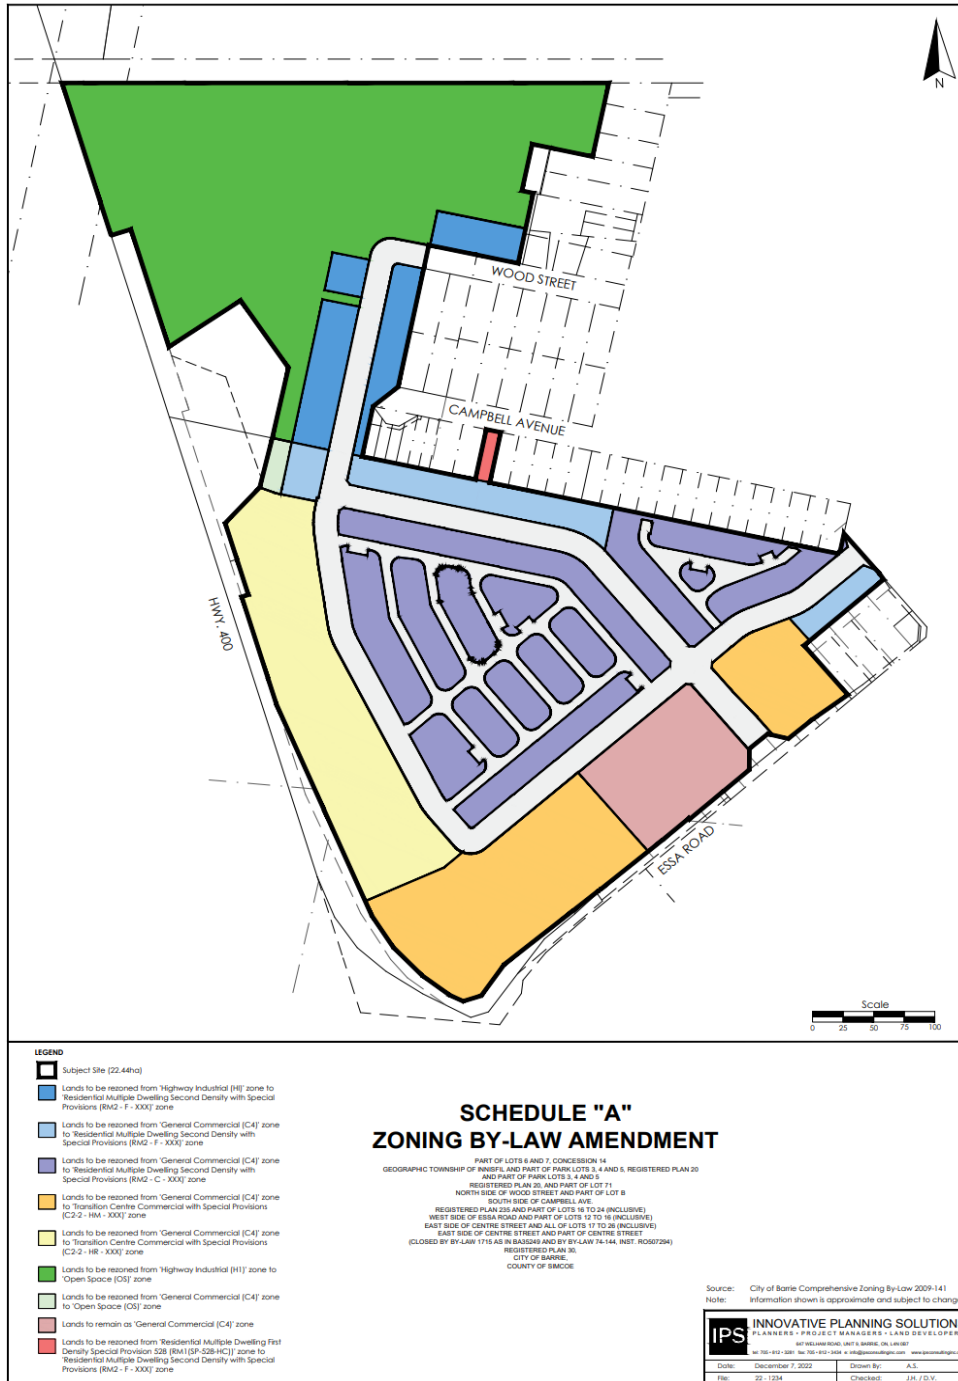 N
WOOD STREET
CAMPBELL AVENUE
HWY. 400
ESSA ROAD
Scale
0 25 50 75 100
LEGEND
Subject Site (22.44ha)
Lands to be rezoned from 'Highway Industrial (HI)' zone to
'Residential Multiple Dwelling Second Density with Special
Provisions (RM2 - F - XXX)' zone
Lands to be rezoned from 'General Commercial (C4)' zone
to 'Residential Multiple Dwelling Second Density with
Special Provisions (RM2 - F - XXX)' zone
Lands to be rezoned from 'General Commercial (C4)' zone
to 'Residential Multiple Dwelling Second Density with
Special Provisions (RM2 - C - XXX)' zone
Lands to be rezoned from 'General Commercial (C4)' zone
to 'Transition Centre Commercial with Special Provisions
(C2-2 - HM - XXX)' zone
Lands to be rezoned from 'General Commercial (C4)' zone
to 'Transition Centre Commercial with Special Provisions
(C2-2 - HR - XXX)' zone
Lands to be rezoned from 'Highway Industrial (H1)' zone to
'Open Space (OS)' zone
Lands to be rezoned from 'General Commercial (C4)' zone
to 'Open Space (OS)' zone
Lands to remain as 'General Commercial (C4)' zone
Lands to be rezoned from 'Residential Multiple Dwelling First
Density Special Provision 528 (RM1(SP-528-HC))' zone to
'Residential Multiple Dwelling Second Density with Special
Provisions (RM2 - F - XXX)' zone
SCHEDULE "A"
ZONING BY-LAW AMENDMENT
PART OF LOTS 6 AND 7, CONCESSION 14
GEOGRAPHIC TOWNSHIP OF INNISFIL AND PART OF PARK LOTS 3, 4 AND 5, REGISTERED PLAN 20
AND PART OF PARK LOTS 3, 4 AND 5
REGISTERED PLAN 20, AND PART OF LOT 71
NORTH SIDE OF WOOD STREET AND PART OF LOT B
SOUTH SIDE OF CAMPBELL AVE.
REGISTERED PLAN 235 AND PART OF LOTS 16 TO 24 (INCLUSIVE)
WEST SIDE OF ESSA ROAD AND PART OF LOTS 12 TO 16 (INCLUSIVE)
EAST SIDE OF CENTRE STREET AND ALL OF LOTS 17 TO 26 (INCLUSIVE)
EAST SIDE OF CENTRE STREET AND PART OF CENTRE STREET
(CLOSED BY BY-LAW 1715 AS IN BA35249 AND BY BY-LAW 74-144, INST. RO507294)
REGISTERED PLAN 30,
CITY OF BARRIE,
COUNTY OF SIMCOE
Source: City of Barrie Comprehensive Zoning By-Law 2009-141
Note: Information shown is approximate and subject to chang
IPS
INNOVATIVE PLANNING SOLUTION
PLANNERS • PROJECT MANAGERS • LAND DEVELOPER
647 WELHAM ROAD, UNIT 9, BARRIE, ON, L4N 0B7
Date: December 7, 2022 Drawn By: A.S.
File: 22 - 1234 Checked: J.H. / D.V.